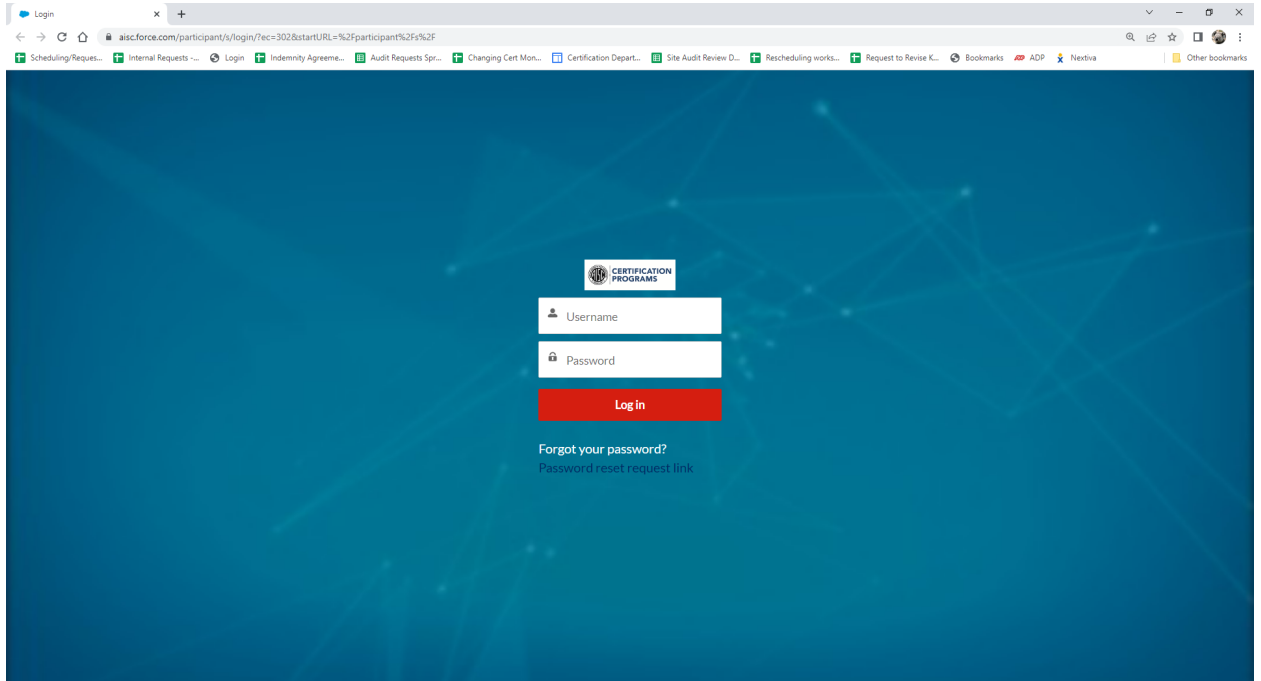 Login
aisc.force.com/participant/s/login/?ec=302&startURL=%2Fparticipant%2Fs%2F
Scheduling/Reques... Internal Requests -... Login Indemnity Agreeme... Audit Requests Spr... Changing Cert Mon... Certification Depart... Site Audit Review D... Rescheduling works... Request to Revise K... Bookmarks ADP ADP Nextiva Other bookmarks
AISC CERTIFICATION
PROGRAMS
Username
Password
Log in
Forgot your password?
Password reset request link